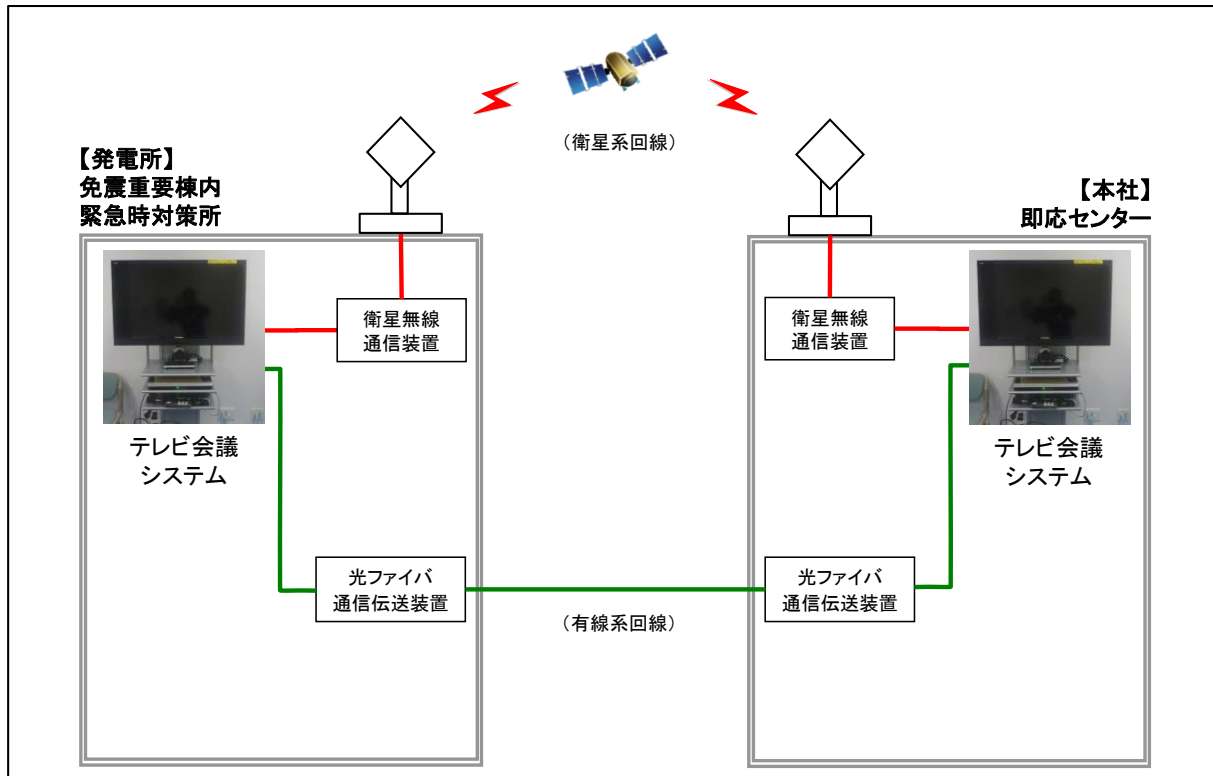 （衛星系回線）
【発電所】
免震重要棟内
緊急時対策所
【本社】
即応センター
衛星無線
通信装置
衛星無線
通信装置
テレビ会議
システム
テレビ会議
システム
光ファイバ
通信伝送装置
光ファイバ
通信伝送装置
（有線系回線）